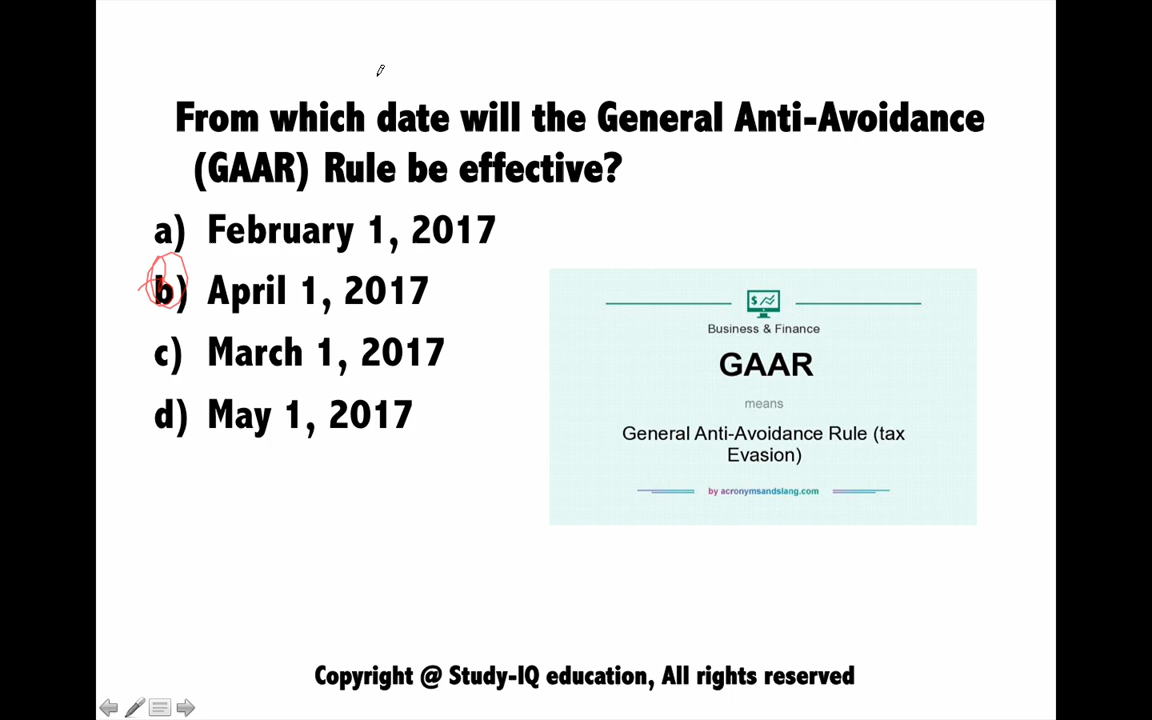 From which date will the General Anti-Avoidance
(GAAR) Rule be effective?
a) February 1, 2017
b) April 1, 2017
c) March 1, 2017
d) May 1, 2017
$
Business & Finance
GAAR
means
General Anti-Avoidance Rule (tax
Evasion)
by acronymsandslang.com
Copyright @ Study-IQ education, All rights reserved